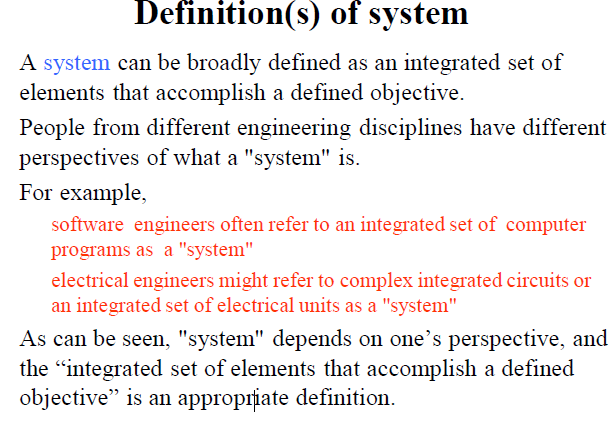 Definition(s) of system
A system can be broadly defined as an integrated set of
elements that accomplish a defined objective.
People from different engineering disciplines have different
perspectives of what a "system" is.
For example,
software engineers often refer to an integrated set of computer
programs as a "system"
electrical engineers might refer to complex integrated circuits or
an integrated set of electrical units as a "system"
As can be seen, "system" depends on one’s perspective, and
the “integrated set of elements that accomplish a defined
objective” is an appropriate definition.